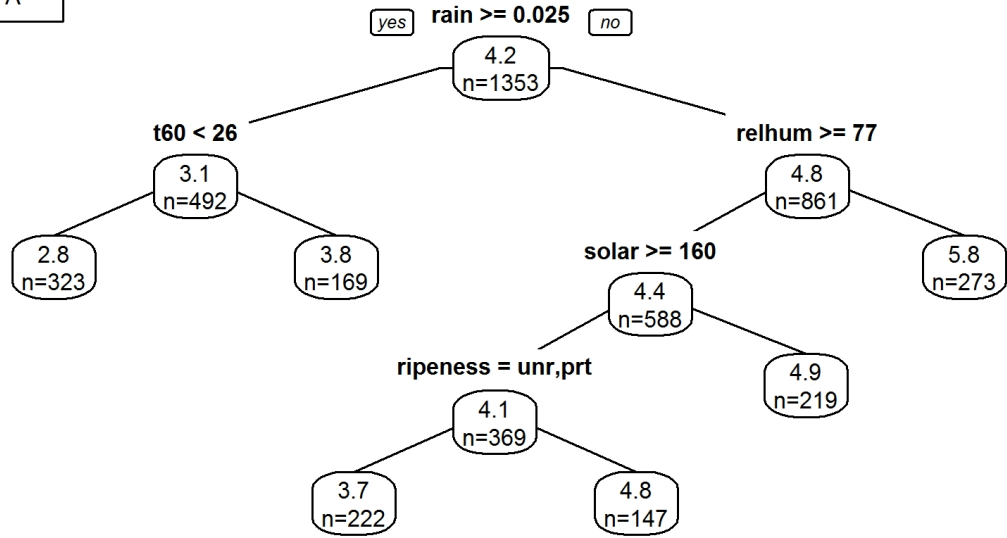 A
yes rain >= 0.025 no
4.2
n=1353
t60 < 26
relhum >= 77
3.1
n=492
4.8
n=861
2.8
n=323
3.8
n=169
solar >= 160
5.8
n=273
4.4
n=588
ripeness = unr,prt
4.9
n=219
4.1
n=369
3.7
n=222
4.8
n=147